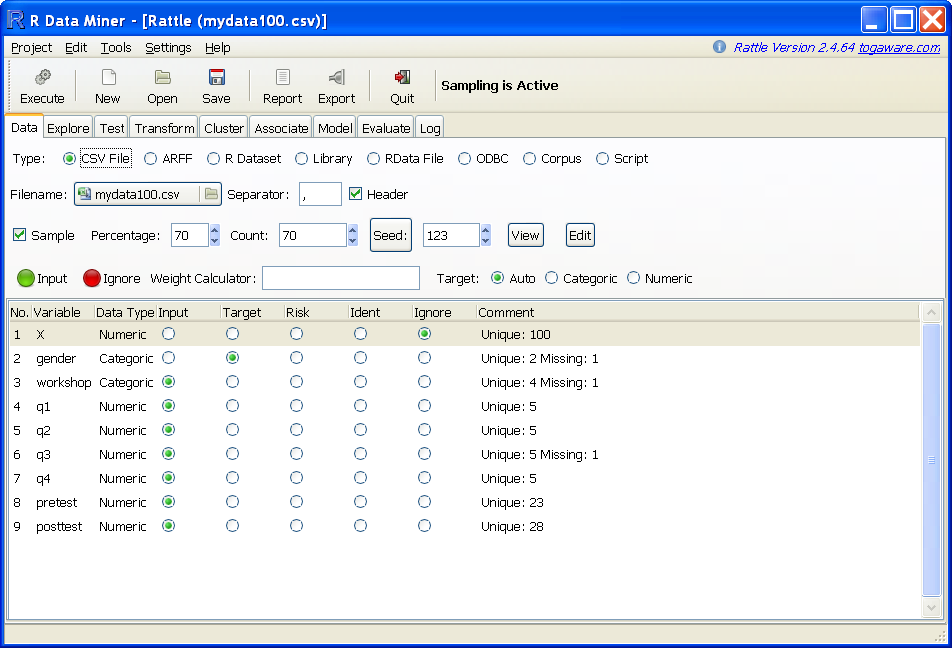 R Data Miner - [Rattle (mydata100.csv)]
Project Edit Tools Settings Help Rattle Version 2.4.64 togaware.com
Execute New Open Save Report Export Quit Sampling is Active
Data Explore Test Transform Cluster Associate Model Evaluate Log
Type: CSV File ARFF R Dataset Library RData File ODBC Corpus Script
Filename: mydata100.csv Separator: , Header
Sample Percentage: 70 Count: 70 Seed: 123 View Edit
Input Ignore Weight Calculator: Target: Auto Categoric Numeric
No. Variable Data Type Input Target Risk Ident Ignore Comment
1 X Numeric Unique: 100
2 gender Categoric Unique: 2 Missing: 1
3 workshop Categoric Unique: 4 Missing: 1
4 q1 Numeric Unique: 5
5 q2 Numeric Unique: 5
6 q3 Numeric Unique: 5 Missing: 1
7 q4 Numeric Unique: 5
8 pretest Numeric Unique: 23
9 posttest Numeric Unique: 28